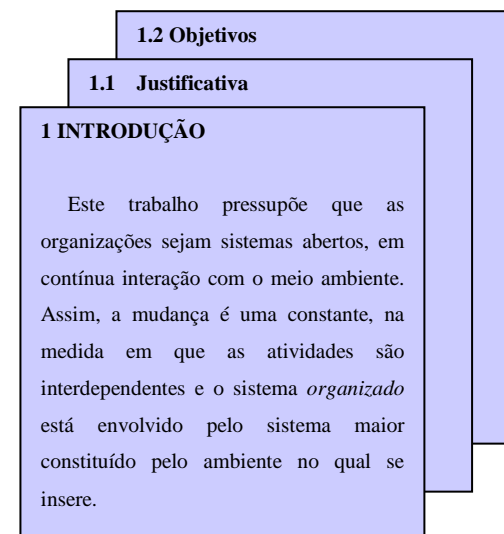 1.2 Objetivos
1.1 Justificativa
1 INTRODUÇÃO
Este trabalho pressupõe que as
organizações sejam sistemas abertos, em
contínua interação com o meio ambiente.
Assim, a mudança é uma constante, na
medida em que as atividades são
interdependentes e o sistema organizado
está envolvido pelo sistema maior
constituído pelo ambiente no qual se
insere.